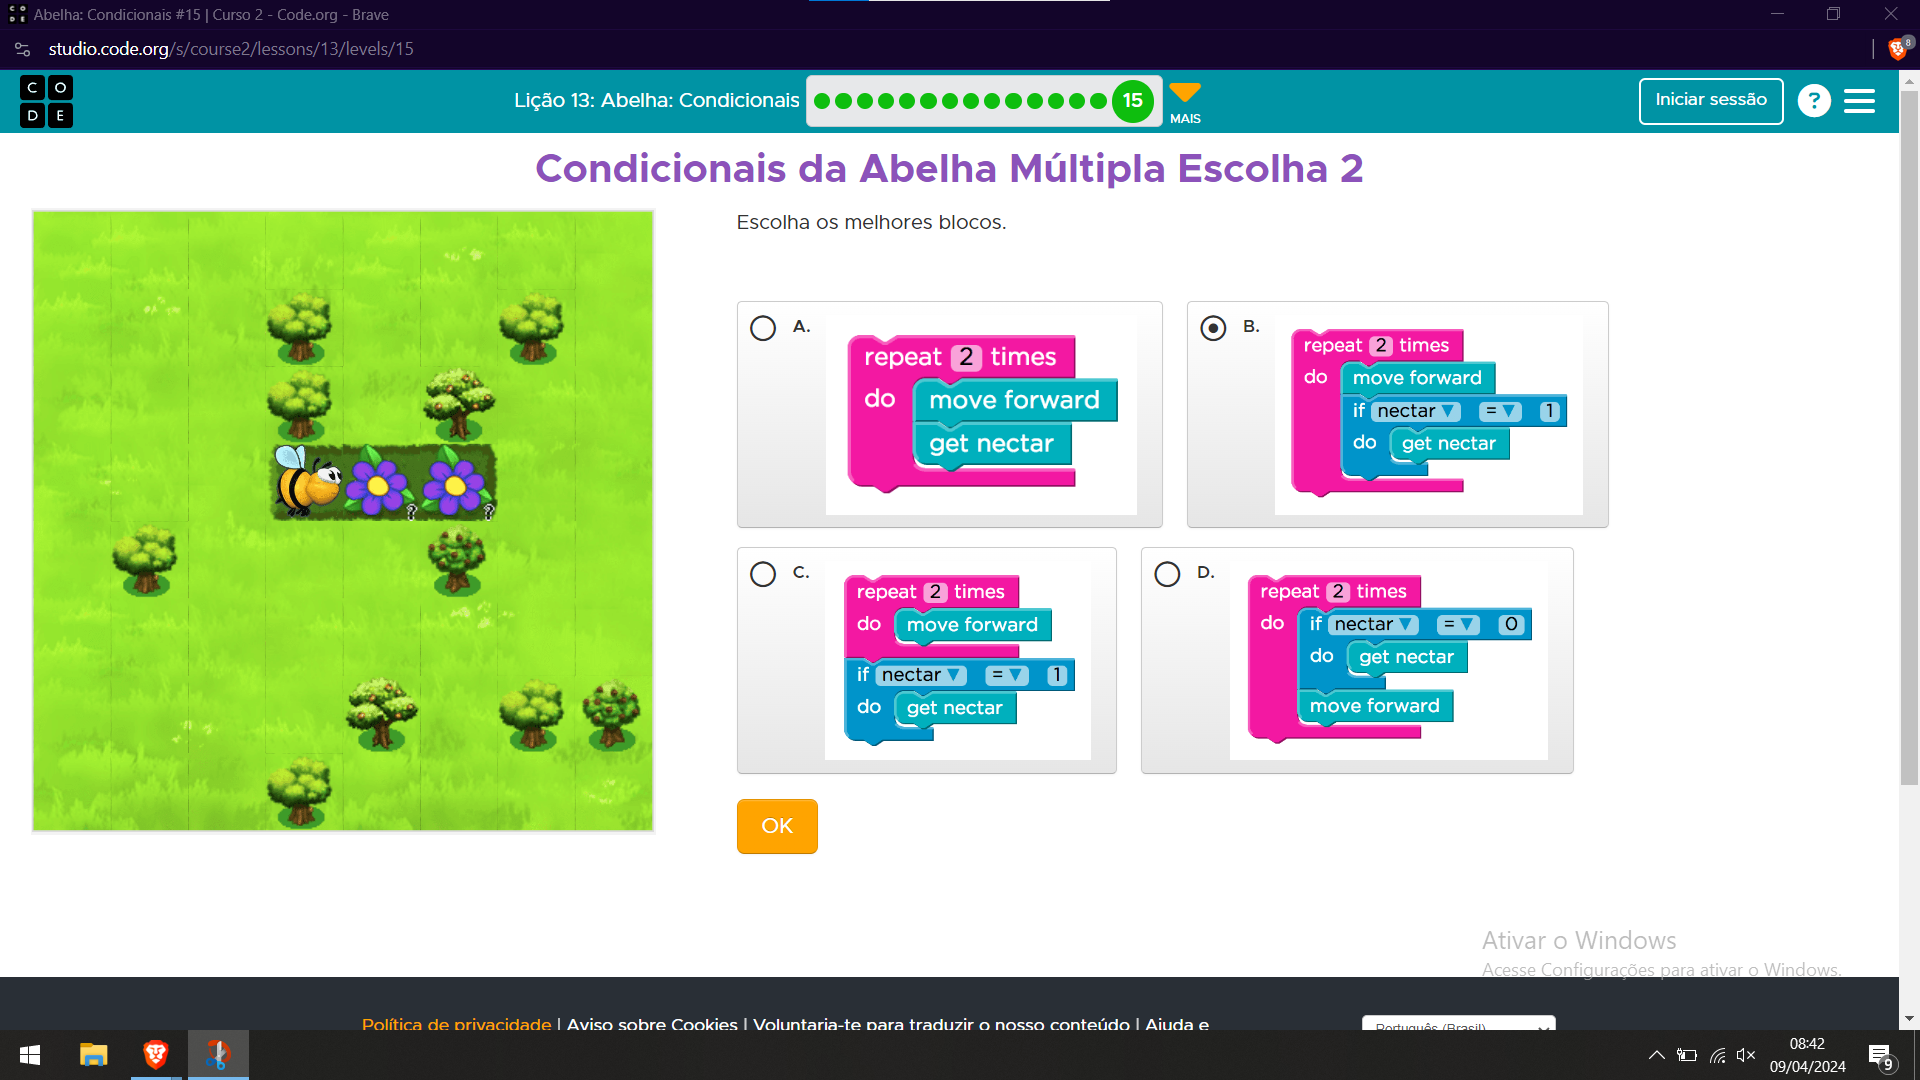 Abelha: Condicionais #15 | Curso 2 - Code.org - Brave
studio.code.org/s/course2/lessons/13/levels/15
8
C O
D E
Lição 13: Abelha: Condicionais
15
MAIS
Iniciar sessão
?
Condicionais da Abelha Múltipla Escolha 2
Escolha os melhores blocos.
A.
repeat 2 times
do move forward
get nectar
B.
repeat 2 times
do move forward
if nectar = 1
do get nectar
? ?
C.
repeat 2 times
do move forward
if nectar = 1
do get nectar
D.
repeat 2 times
do if nectar = 0
do get nectar
move forward
OK
Ativar o Windows
Acesse Configurações para ativar o Windows.
Política de privacidade | Aviso sobre Cookies | Voluntaria-te para traduzir o nosso conteúdo | Ajuda e
Português (Brasil)
08:42
09/04/2024
9